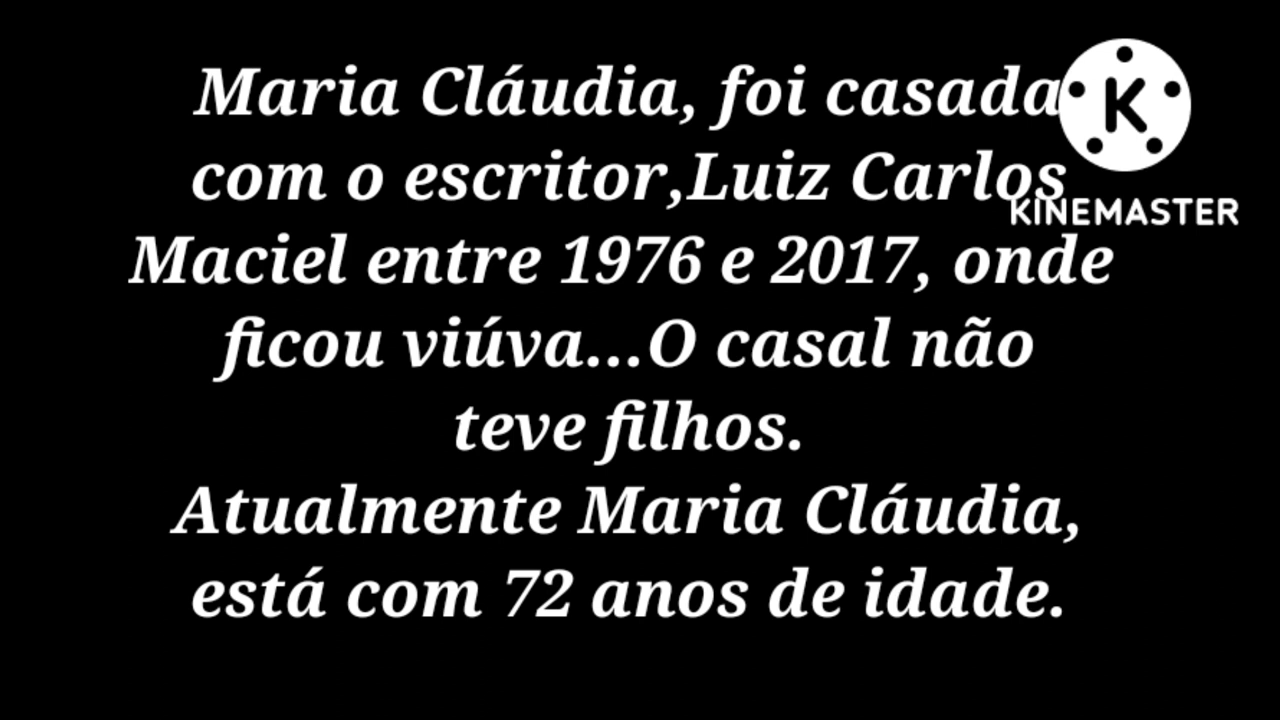 Maria Cláudia, foi casada
com o escritor,Luiz Carlos
Maciel entre 1976 e 2017, onde
ficou viúva...O casal não
teve filhos.
Atualmente Maria Cláudia,
está com 72 anos de idade.
K
KINEMASTER